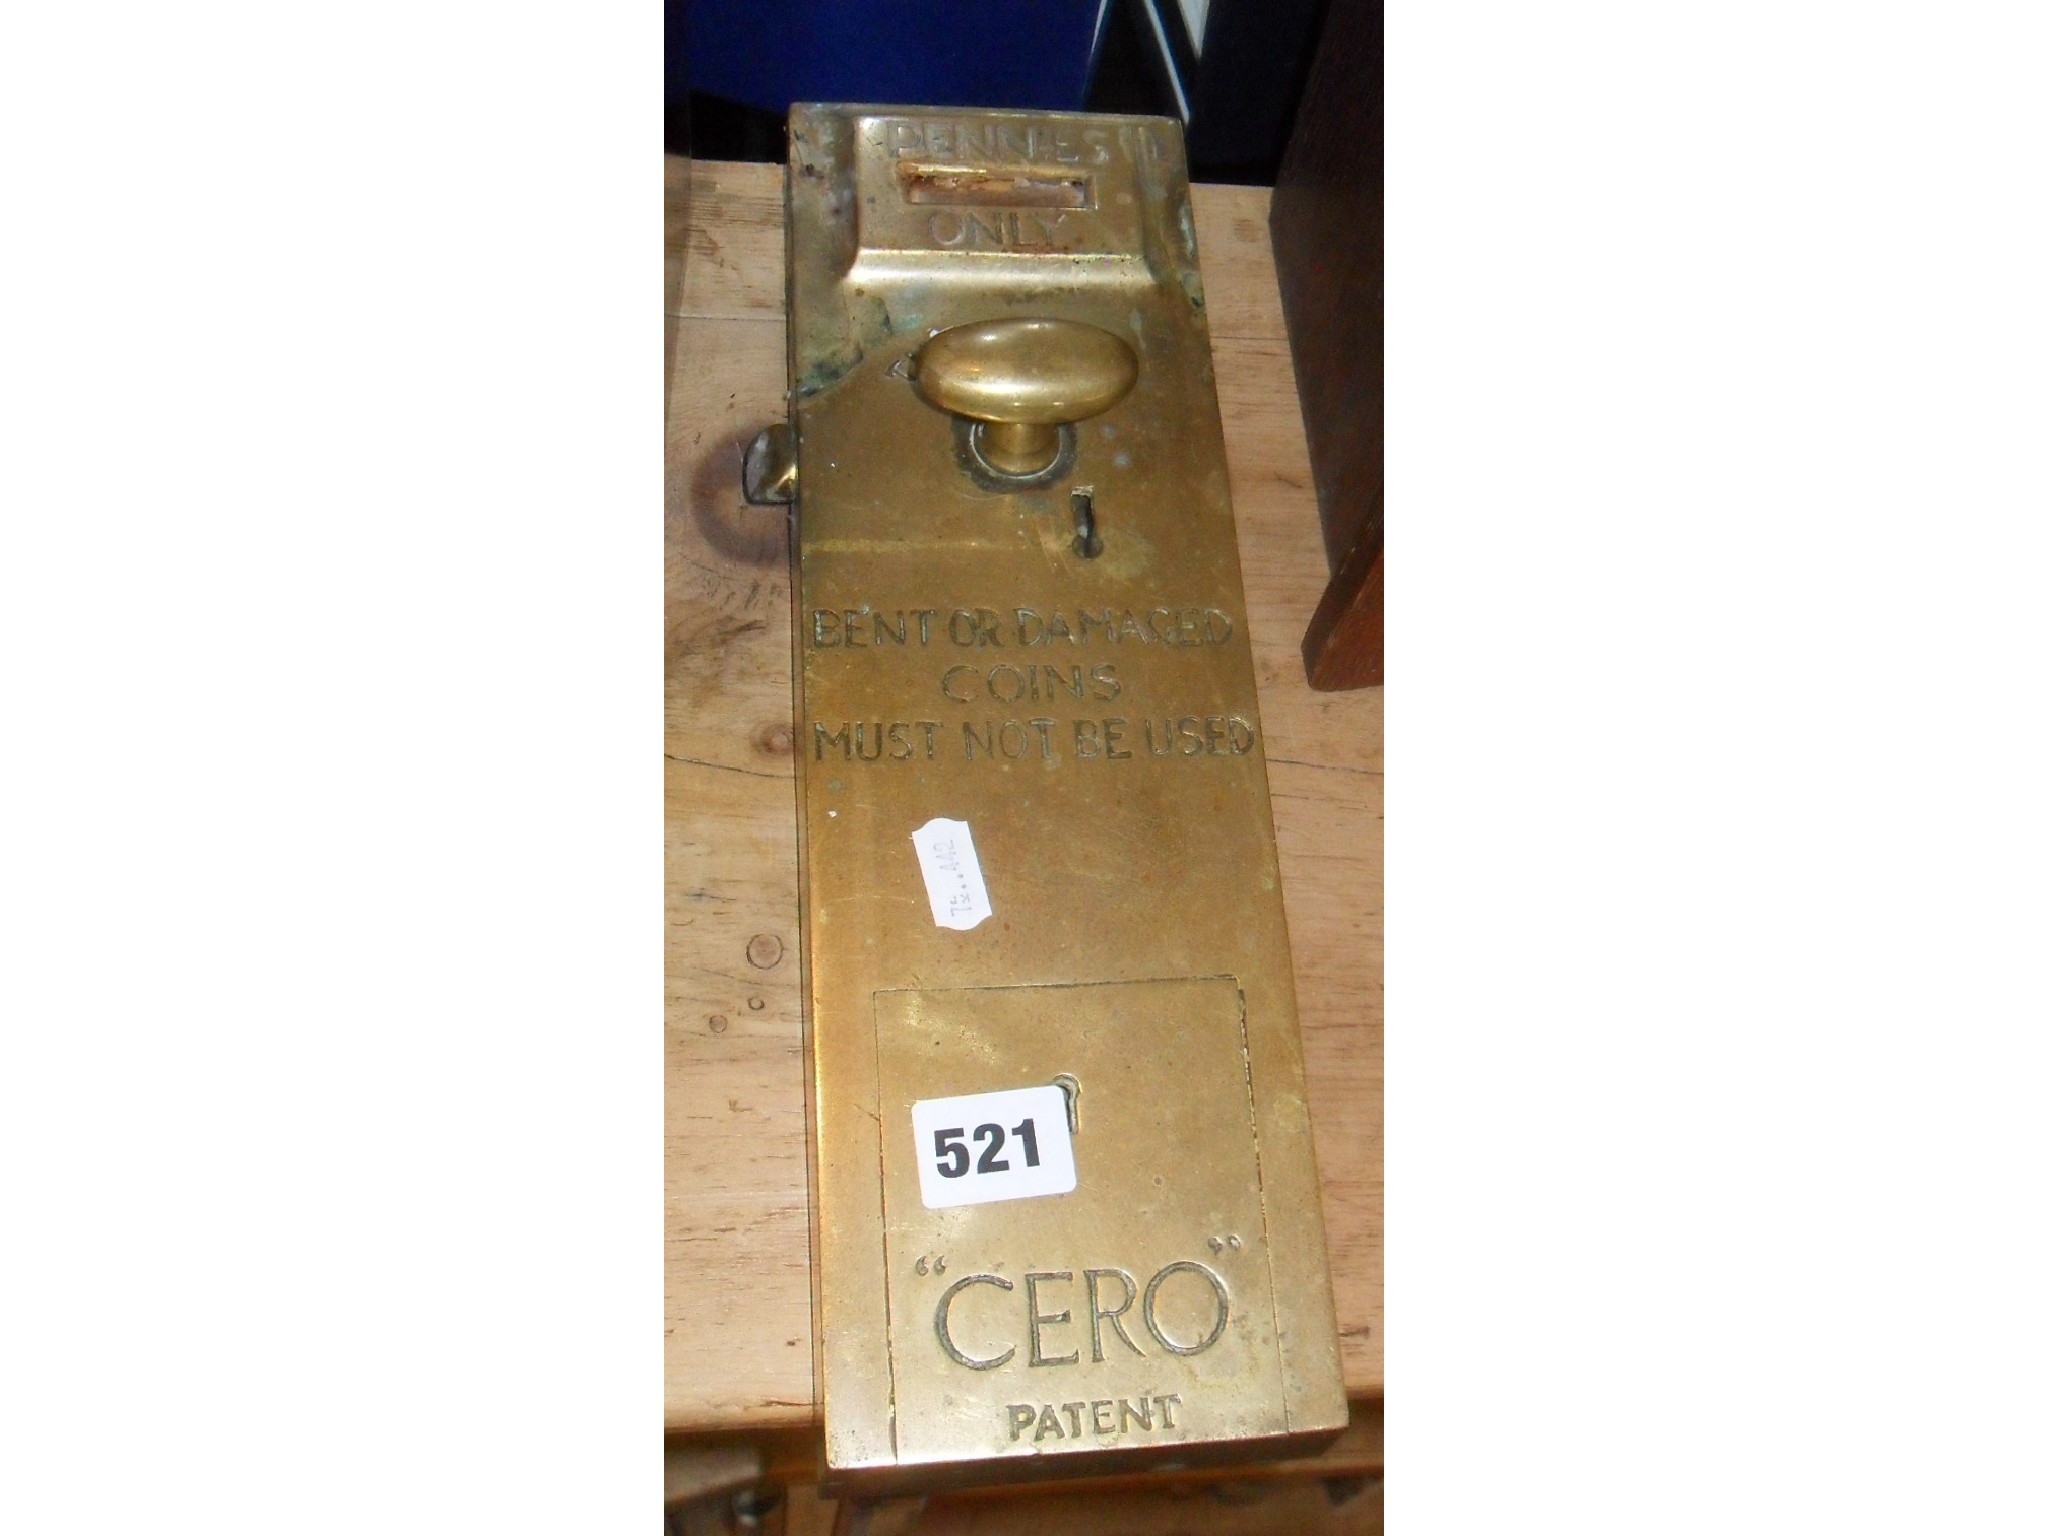 PENNIES
ONLY
BENT OR DAMAGED
COINS
MUST NOT BE USED
521
"CERO"
PATENT